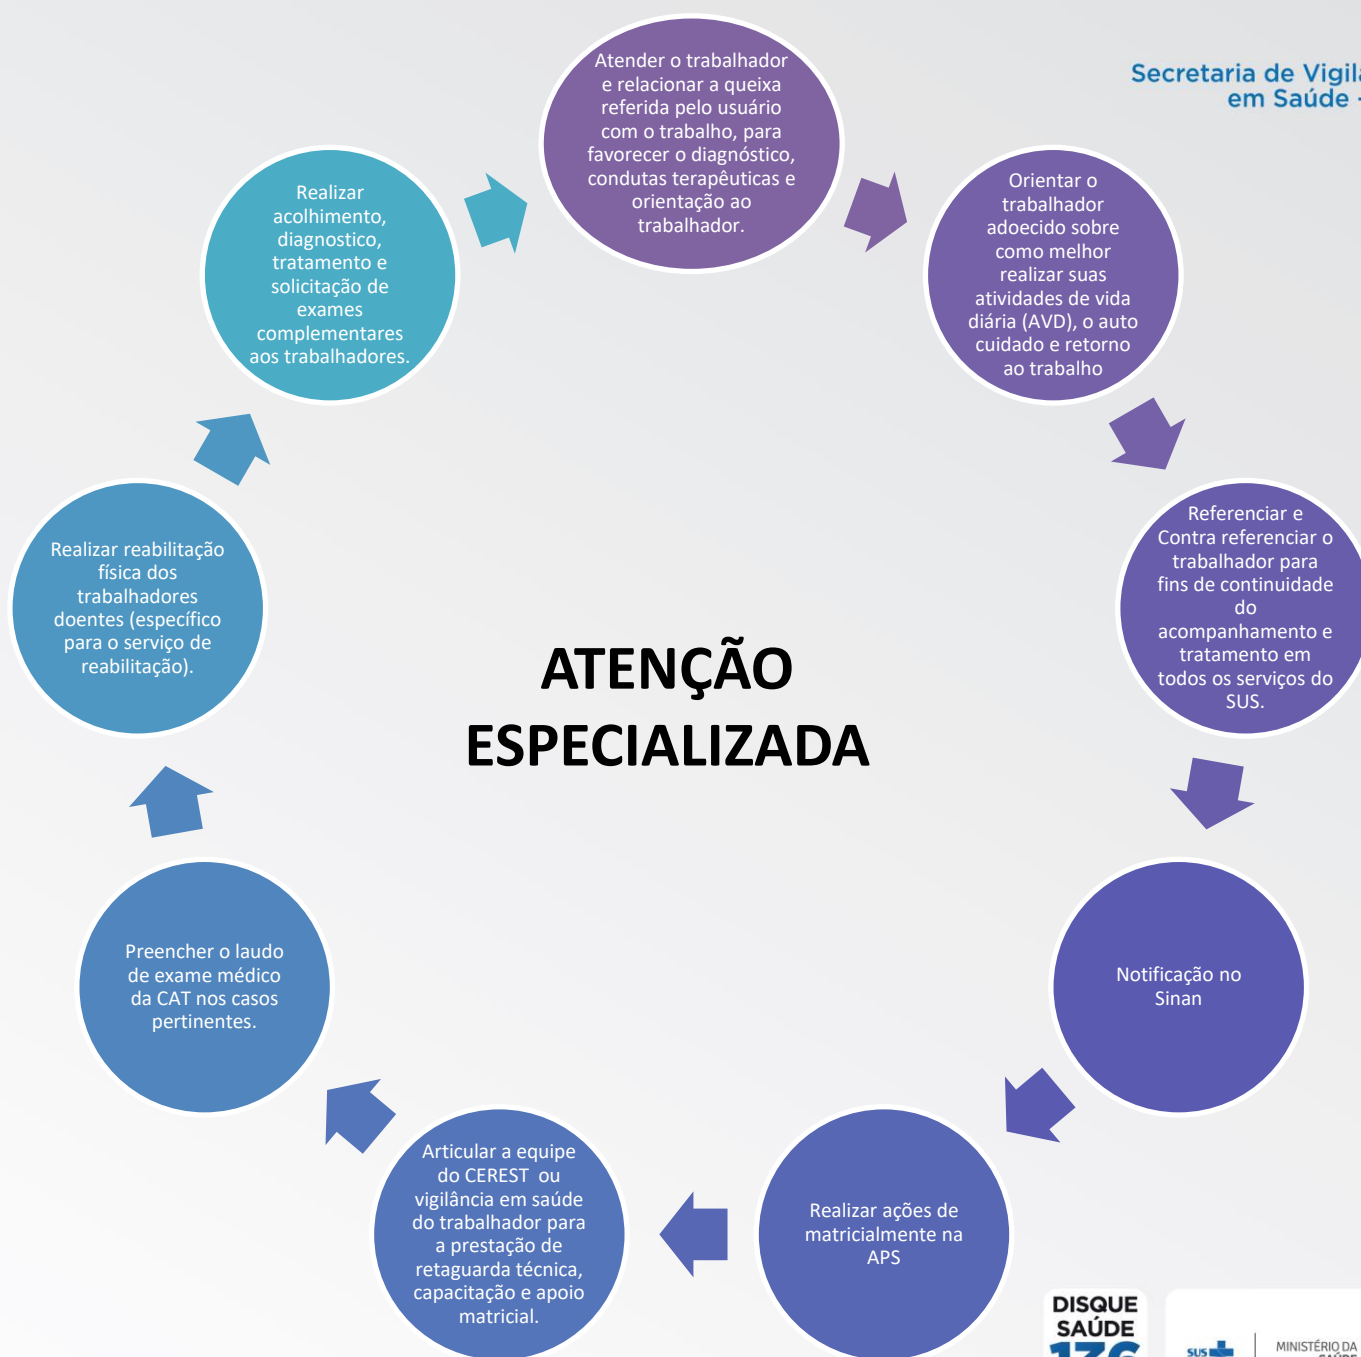 Secretaria de
em Saúde -
Atender o trabalhador
e relacionar a queixa
referida pelo usuário
com o trabalho, para
favorecer o diagnóstico,
condutas terapêuticas e
orientação ao
trabalhador.
Orientar o
trabalhador
adoecido sobre
como melhor
realizar suas
atividades de vida
diária (AVD), o auto
cuidado e retorno
ao trabalho
Referenciar e
Contra referenciar o
trabalhador para
fins de continuidade
do
acompanhamento e
tratamento em
todos os serviços do
SUS.
Notificação no
Sinan
Realizar ações de
matricialmente na
APS
Articular a equipe
do CEREST ou
vigilância em saúde
do trabalhador para
a prestação de
retaguarda técnica,
capacitação e apoio
matricial.
Preencher o laudo
de exame médico
da CAT nos casos
pertinentes.
Realizar reabilitação
física dos
trabalhadores
doentes (específico
para o serviço de
reabilitação).
Realizar
acolhimento,
diagnostico,
tratamento e
solicitação de
exames
complementares
aos trabalhadores.
ATENÇÃO
ESPECIALIZADA
DISQUE
SAÚDE
136
SUS
MINISTÉRIO DA
SAÚDE